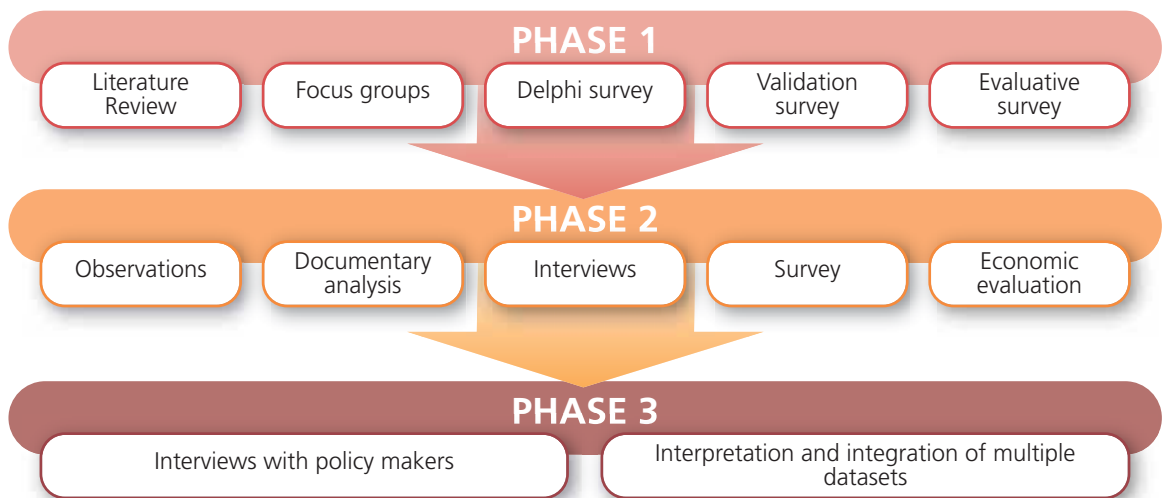 PHASE 1
Literature
Review
Focus groups
Delphi survey
Validation
survey
Evaluative
survey
PHASE 2
Observations
Documentary
analysis
Interviews
Survey
Economic
evaluation
PHASE 3
Interviews with policy makers
Interpretation and integration of multiple
datasets